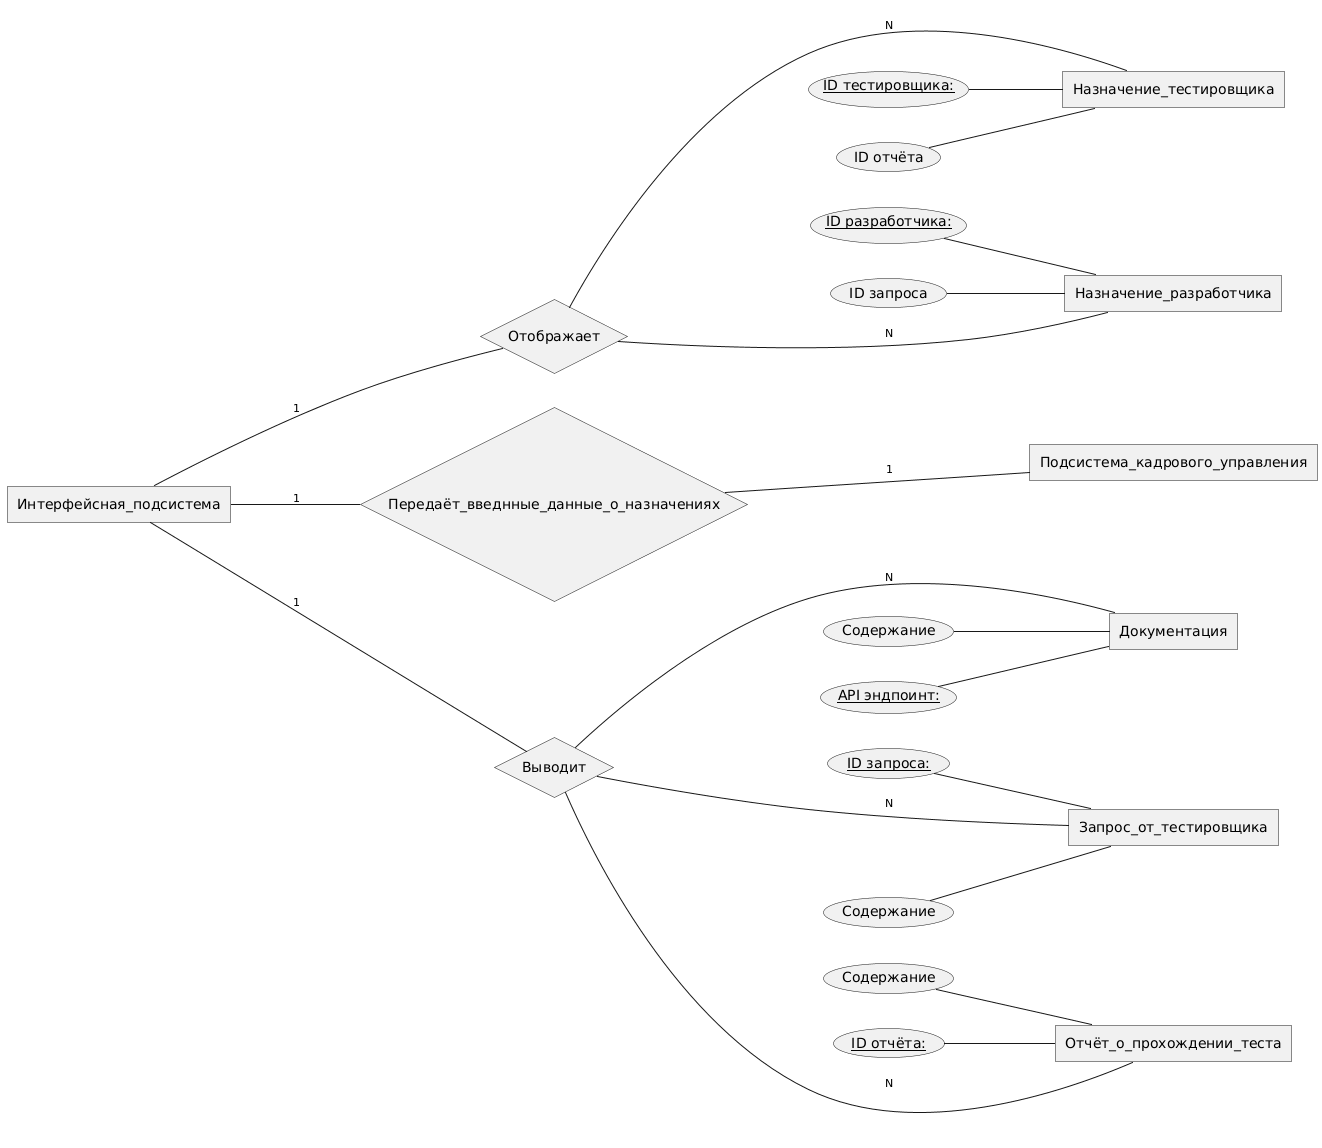 N
ID тестировщика:
Назначение_тестировщика
ID отчёта
ID разработчика:
ID запроса
Назначение_разработчика
Отображает
N
1
Подсистема_кадрового_управления
1
Интерфейсная_подсистема
1
Передаёт_введнные_данные_о_назначениях
N
1
Содержание
Документация
API эндпоинт:
Выводит
ID запроса:
N
Запрос_от_тестировщика
Содержание
Содержание
ID отчёта:
Отчёт_о_прохождении_теста
N